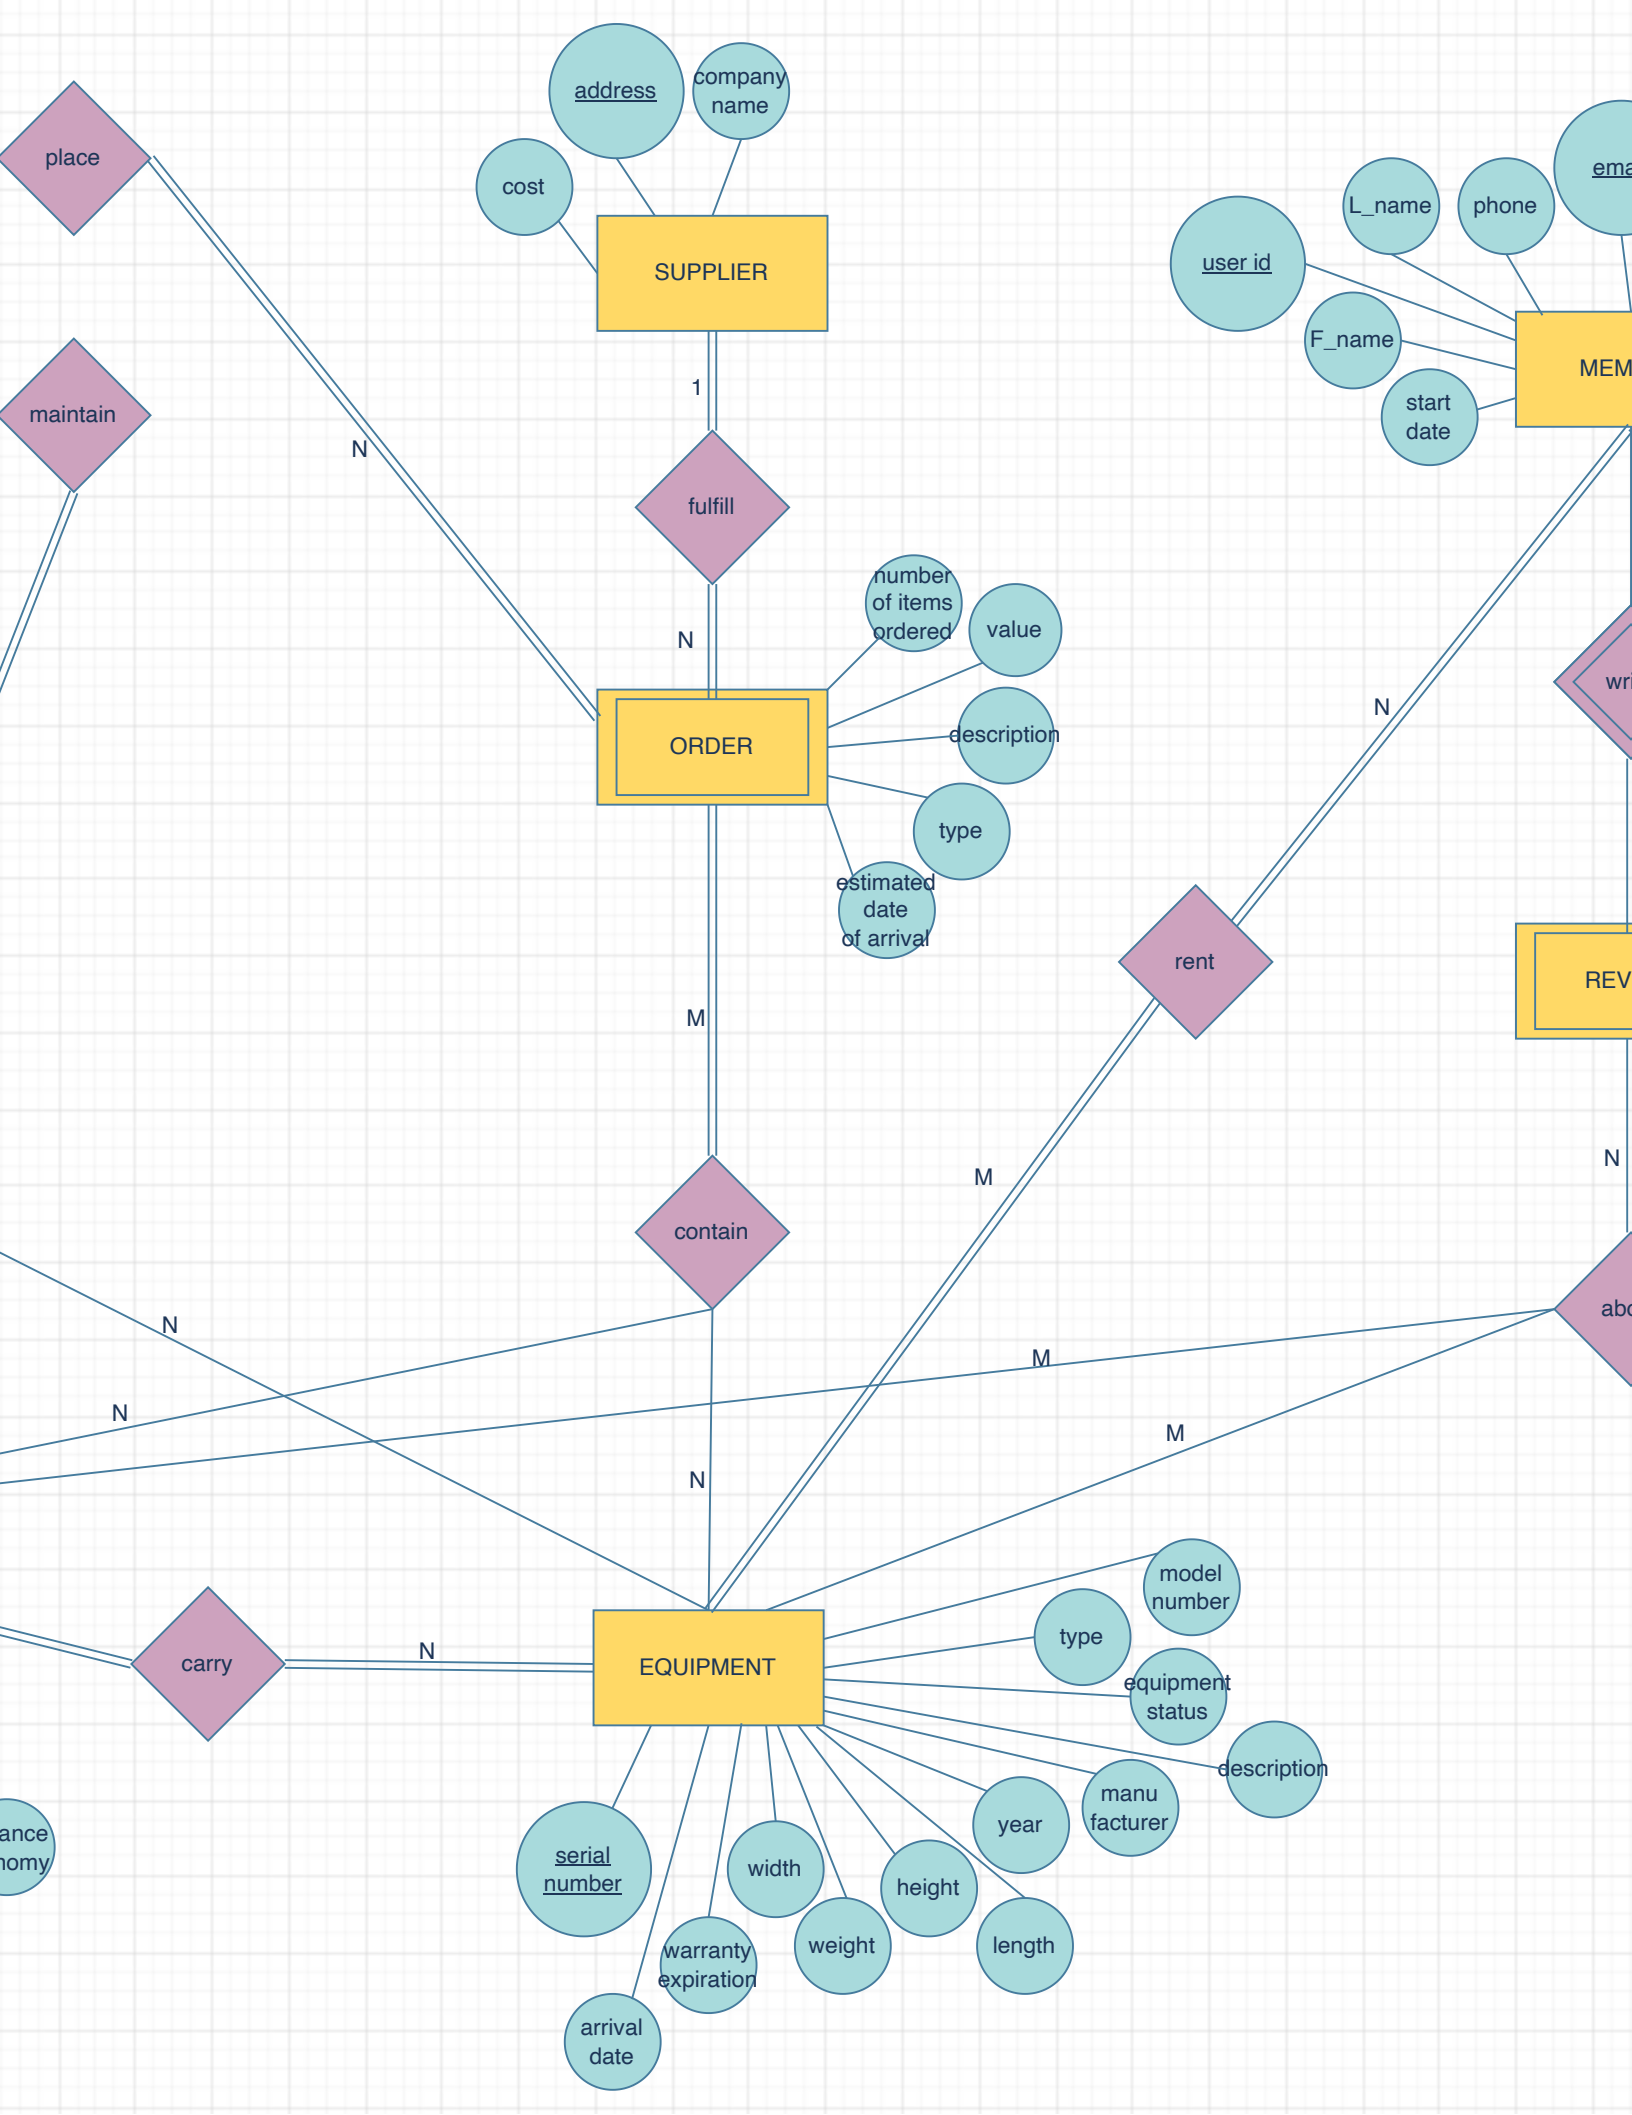 address
company
name
cost
place
SUPPLIER
L_name
phone
user id
F_name
start
date
1
maintain
N
fulfill
number
of items
ordered
value
N
ORDER
description
type
estimated
date
of arrival
N
rent
M
M
contain
N
N
M
N
M
N
model
number
type
equipment
status
carry
N
EQUIPMENT
description
manu
facturer
year
serial
number
width
height
weight
length
warranty
expiration
arrival
date